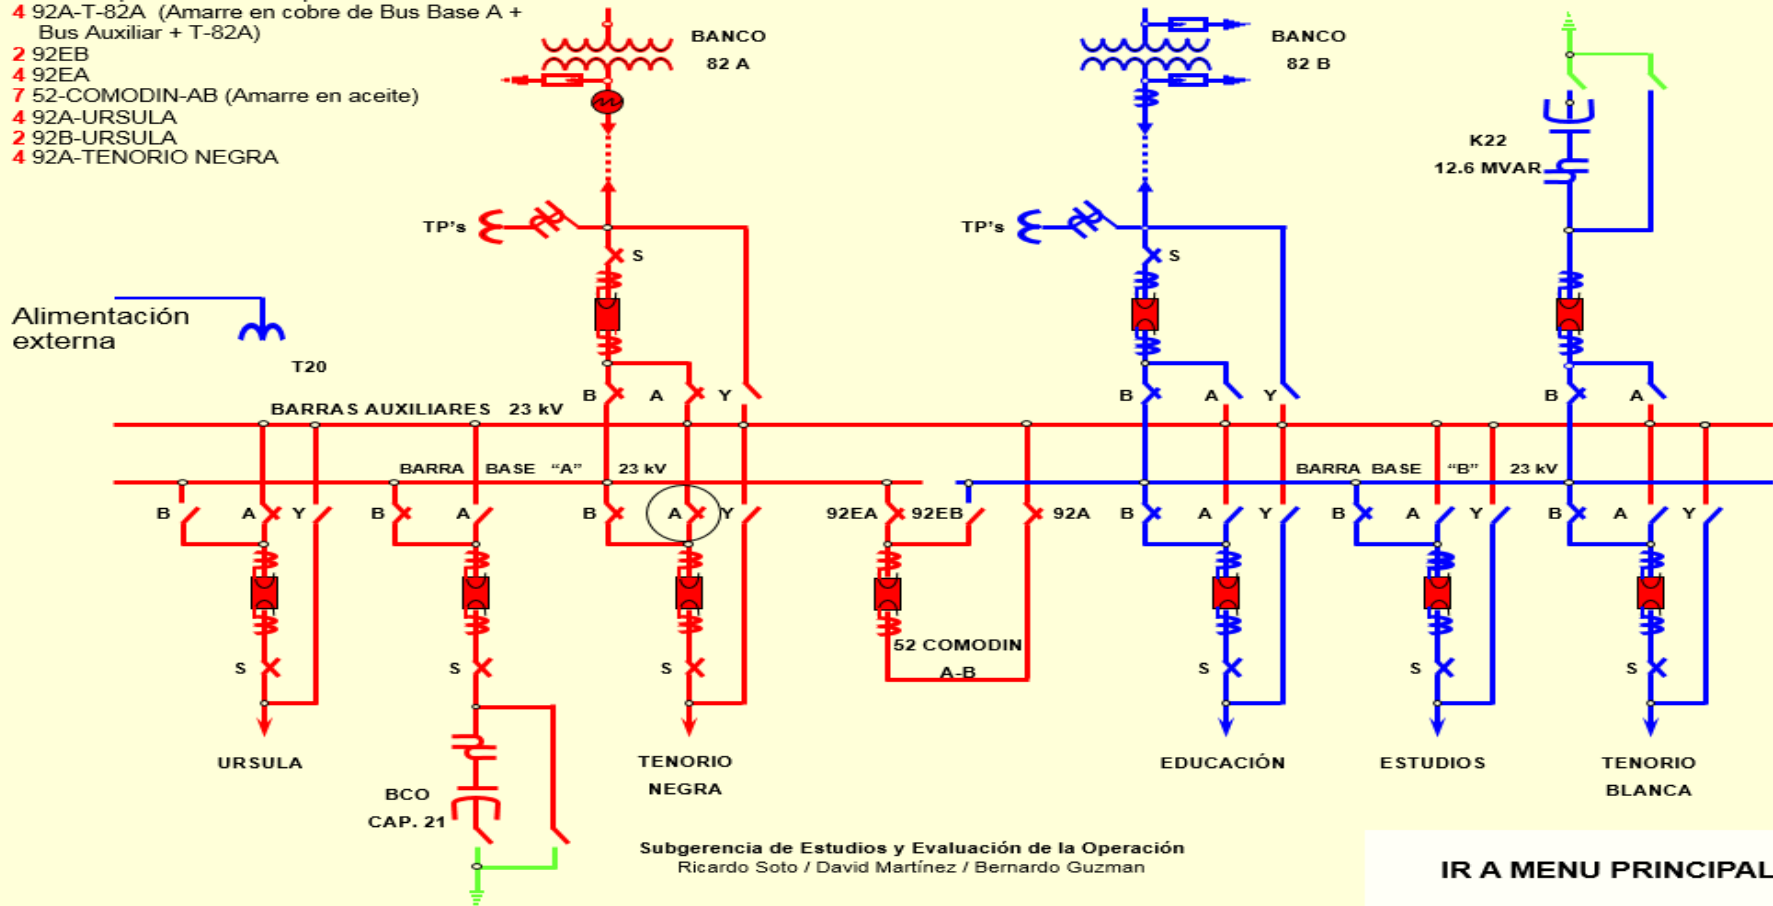 4 92A-T-82A (Amarre en cobre de Bus Base A +
Bus Auxiliar + T-82A)
2 92EB
4 92EA
7 52-COMODIN-AB (Amarre en aceite)
4 92A-URSULA
2 92B-URSULA
4 92A-TENORIO NEGRA
BANCO
82 A
BANCO
82 B
K22
12.6 MVAR
TP's
TP's
S
S
Alimentación
externa
T20
B A Y
B A Y
B A
BARRAS AUXILIARES 23 kV
BARRA BASE "A" 23 kV
BARRA BASE "B" 23 kV
B A Y
B A
B A Y
92EA 92EB 92A
B A Y
B A Y
B A Y
52 COMODIN
A-B
S
S
S
S
S
S
URSULA
BCO
CAP. 21
TENORIO
NEGRA
EDUCACIÓN
ESTUDIOS
TENORIO
BLANCA
Subgerencia de Estudios y Evaluación de la Operación
Ricardo Soto / David Martínez / Bernardo Guzman
IR A MENU PRINCIPAL